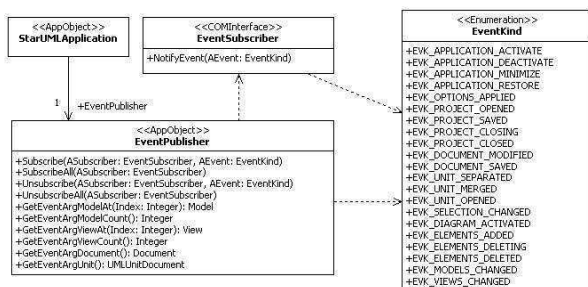 <<AppObject>>
StarUMLApplication
1
+EventPublisher
<<COMInterface>>
EventSubscriber
+NotifyEvent(AEvent: EventKind)
<<AppObject>>
EventPublisher
+Subscribe(ASubscriber: EventSubscriber, AEvent: EventKind)
+SubscribeAll(ASubscriber: EventSubscriber)
+Unsubscribe(ASubscriber: EventSubscriber, AEvent: EventKind)
+UnsubscribeAll(ASubscriber: EventSubscriber)
+GetEventArgModelAt(Index: Integer): Model
+GetEventArgModelCount(): Integer
+GetEventArgViewAt(Index: Integer): View
+GetEventArgViewCount(): Integer
+GetEventArgDocument(): Document
+GetEventArgUnit(): UMLUnitDocument
<<Enumeration>>
EventKind
+EVK_APPLICATION_ACTIVATE
+EVK_APPLICATION_DEACTIVATE
+EVK_APPLICATION_MINIMIZE
+EVK_APPLICATION_RESTORE
+EVK_OPTIONS_APPLIED
+EVK_PROJECT_OPENED
+EVK_PROJECT_SAVED
+EVK_PROJECT_CLOSING
+EVK_PROJECT_CLOSED
+EVK_DOCUMENT_MODIFIED
+EVK_DOCUMENT_SAVED
+EVK_UNIT_SEPARATED
+EVK_UNIT_MERGED
+EVK_UNIT_OPENED
+EVK_SELECTION_CHANGED
+EVK_DIAGRAM_ACTIVATED
+EVK_ELEMENTS_ADDED
+EVK_ELEMENTS_DELETING
+EVK_ELEMENTS_DELETED
+EVK_MODELS_CHANGED
+EVK_VIEWS_CHANGED